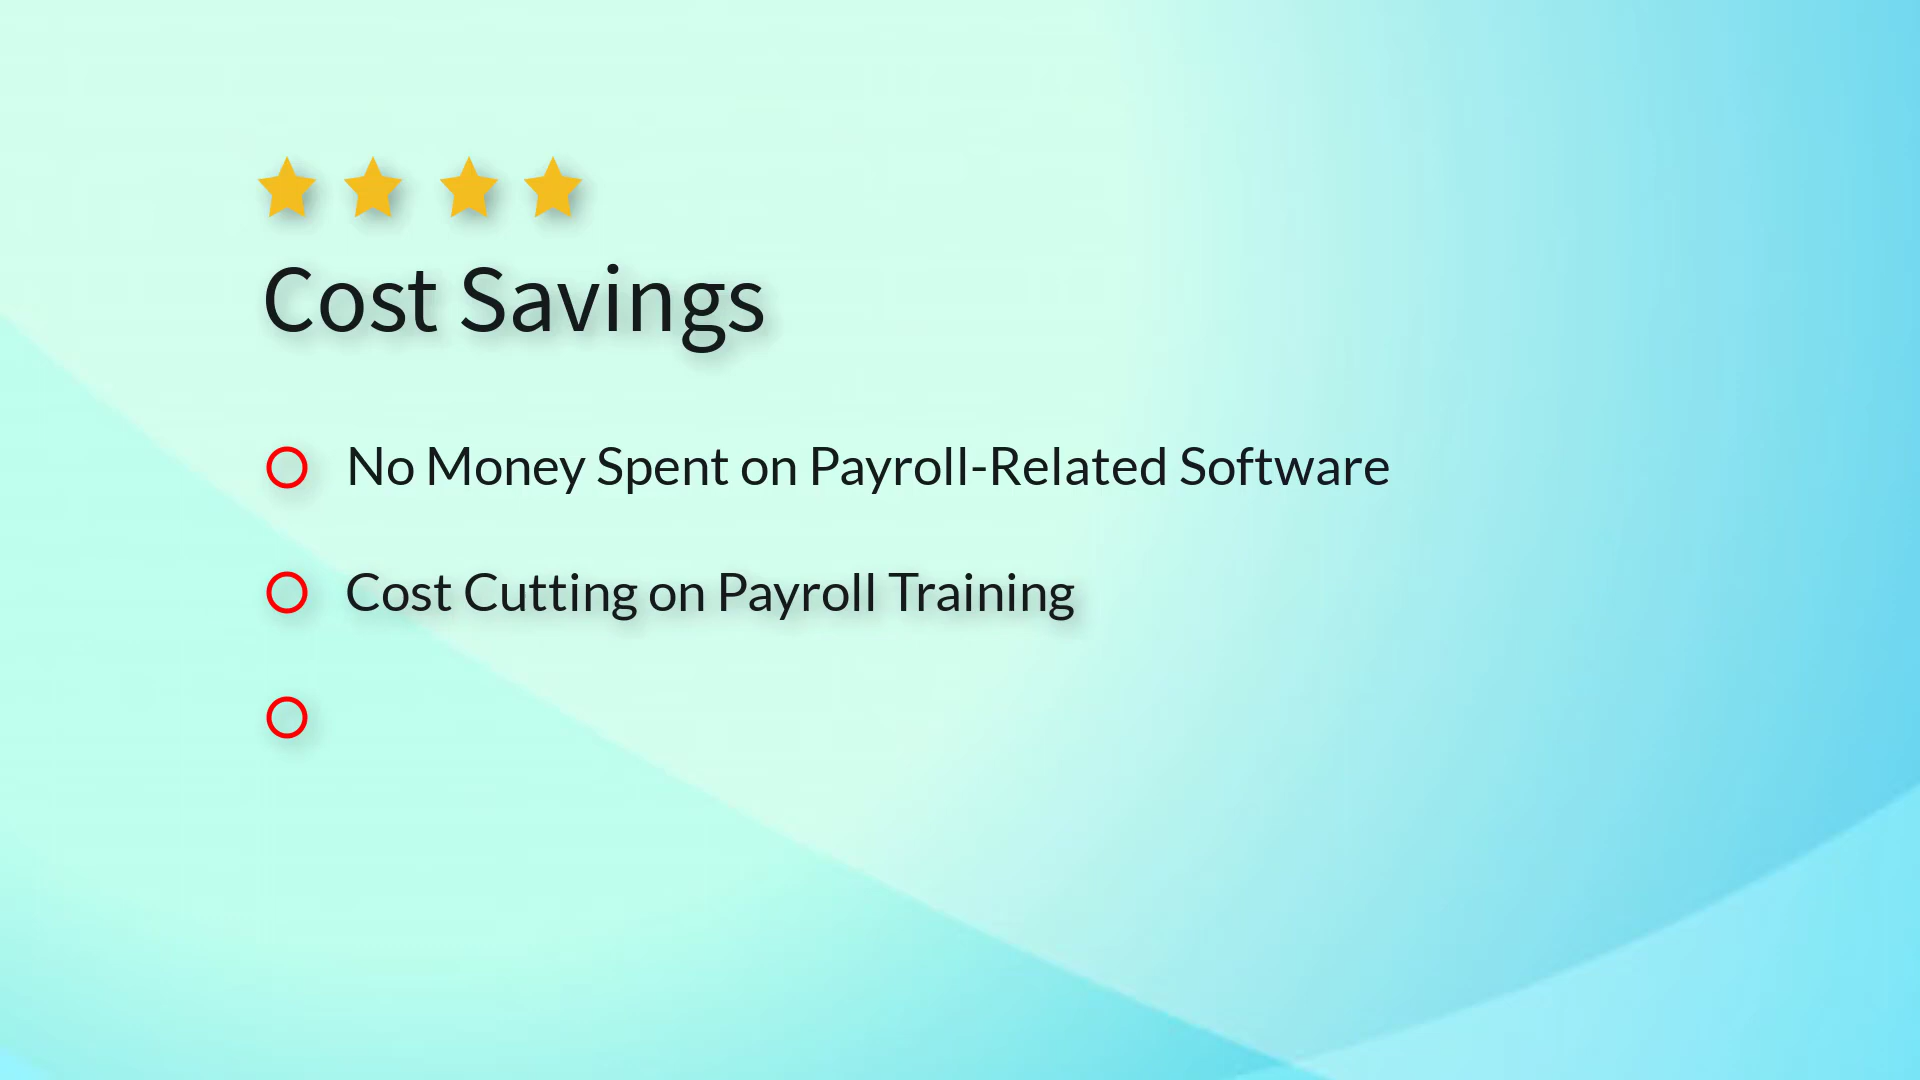 Cost Savings
No Money Spent on Payroll-Related Software
Cost Cutting on Payroll Training